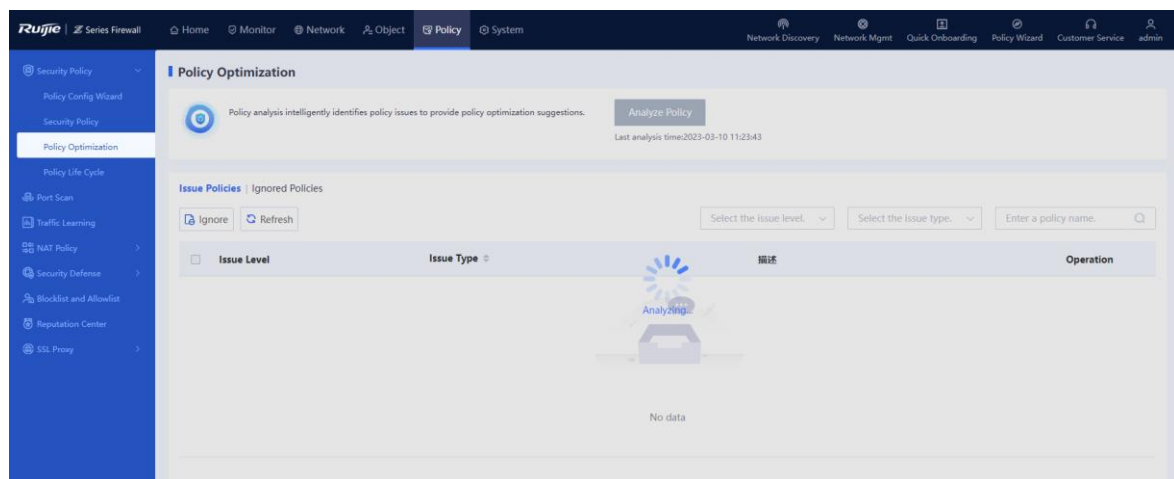 Ruijie | Z Series Firewall
Home Monitor Network Object Policy System
Network Discovery Network Mgmt Quick Onboarding Policy Wizard Customer Service admin
Security Policy
Policy Config Wizard
Security Policy
Policy Optimization
Policy Life Cycle
Port Scan
Traffic Learning
NAT Policy
Security Defense
Blocklist and Allowlist
Reputation Center
SSL Proxy
Policy Optimization
Policy analysis intelligently identifies policy issues to provide policy optimization suggestions.
Analyze Policy
Last analysis time:2023-03-10 11:23:43
Issue Policies | Ignored Policies
Ignore Refresh Select the issue level. Select the issue type. Enter a policy name.
Issue Level Issue Type 描述 Operation
Analyzing...
No data